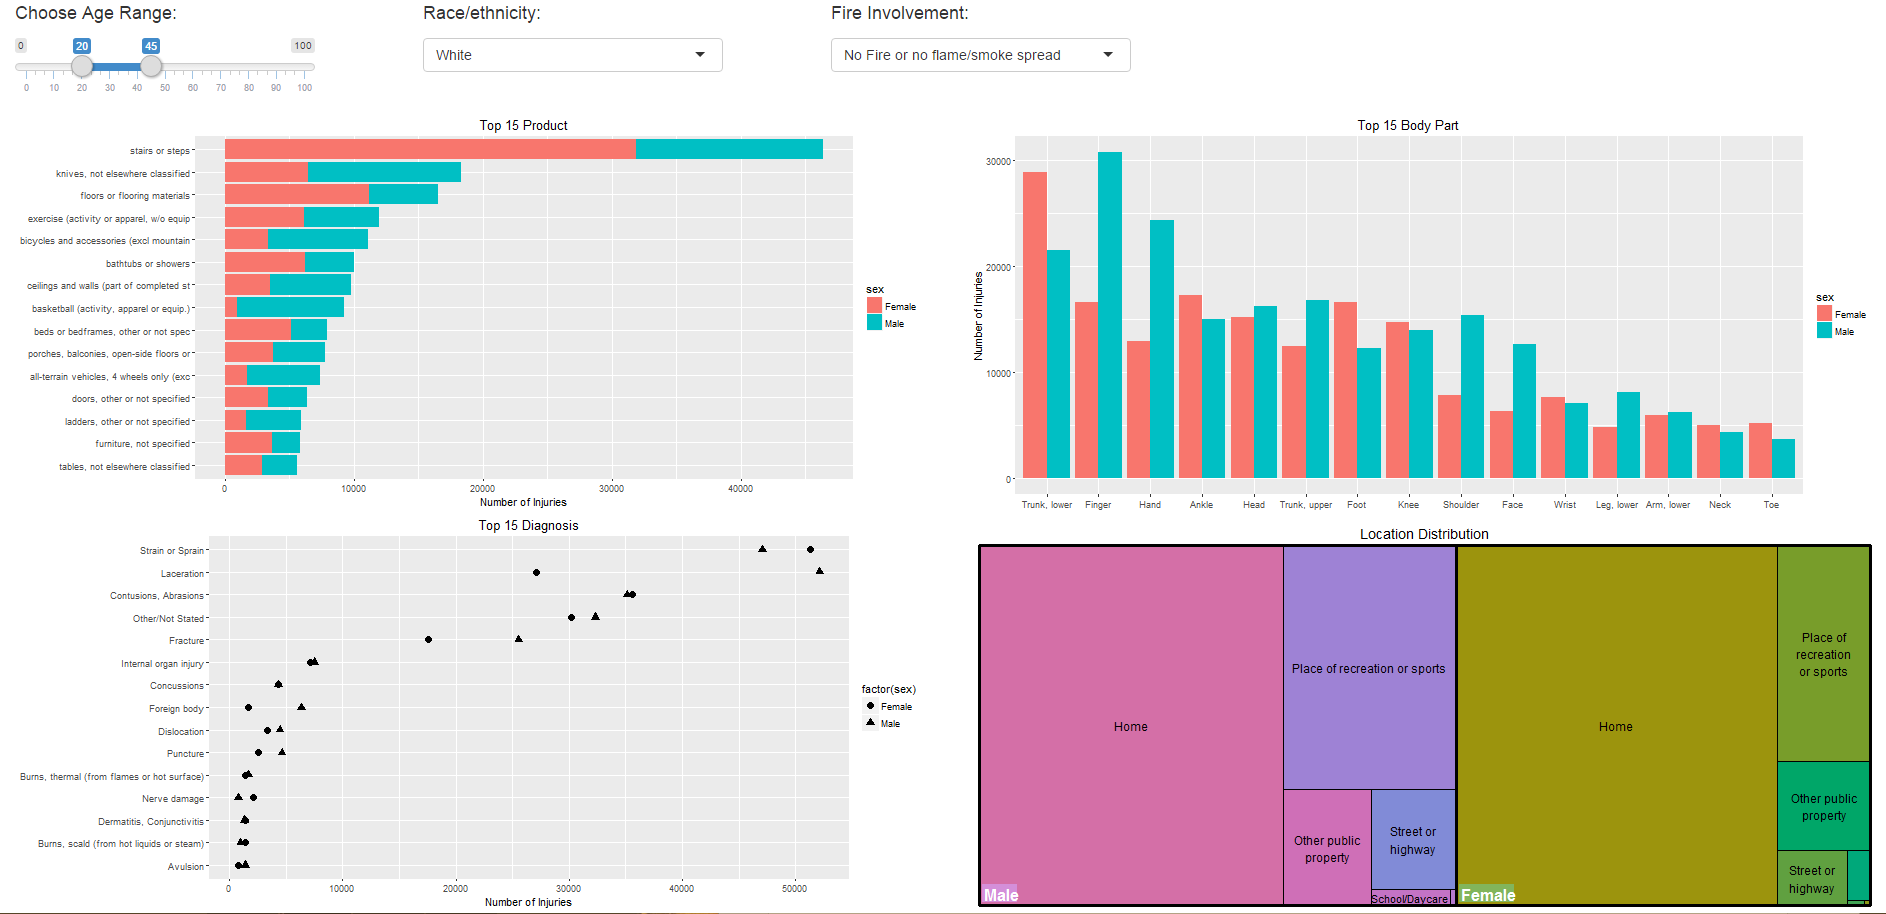 Choose Age Range:
Race/ethnicity:
Fire Involvement:
0
20
45
100
0 10 20 30 40 50 60 70 80 90 100
White
No Fire or no flame/smoke spread
Top 15 Product
stairs or steps
knives, not elsewhere classified
floors or flooring materials
exercise (activity or apparel, w/o equip
bicycles and accessories (excl mountain
bathtubs or showers
ceilings and walls (part of completed st
basketball (activity, apparel or equip.)
beds or bedframes, other or not spec
porches, balconies, open-side floors or
all-terrain vehicles, 4 wheels only (exc
doors, other or not specified
ladders, other or not specified
furniture, not specified
tables, not elsewhere classified
0 10000 20000 30000 40000
Number of Injuries
sex
Female
Male
Top 15 Body Part
Number of Injuries
30000
20000
10000
0
Trunk, lower Finger Hand Ankle Head Trunk, upper Foot Knee Shoulder Face Wrist Leg, lower Arm, lower Neck Toe
sex
Female
Male
Top 15 Diagnosis
Strain or Sprain
Laceration
Contusions, Abrasions
Other/Not Stated
Fracture
Internal organ injury
Concussions
Foreign body
Dislocation
Puncture
Burns, thermal (from flames or hot surface)
Nerve damage
Dermatitis, Conjunctivitis
Burns, scald (from hot liquids or steam)
Avulsion
0 10000 20000 30000 40000 50000
Number of Injuries
factor(sex)
Female
Male
Location Distribution
Home
Place of recreation or sports
Other public
property
Street or
highway
School/Daycare
Male
Home
Place of
recreation
or sports
Other public
property
Street or
highway
Female